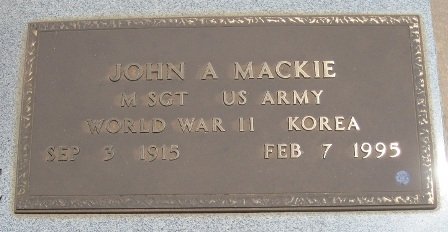 JOHN A MACKIE
M SGT US ARMY
WORLD WAR II KOREA
SEP 3 1915 FEB 7 1995